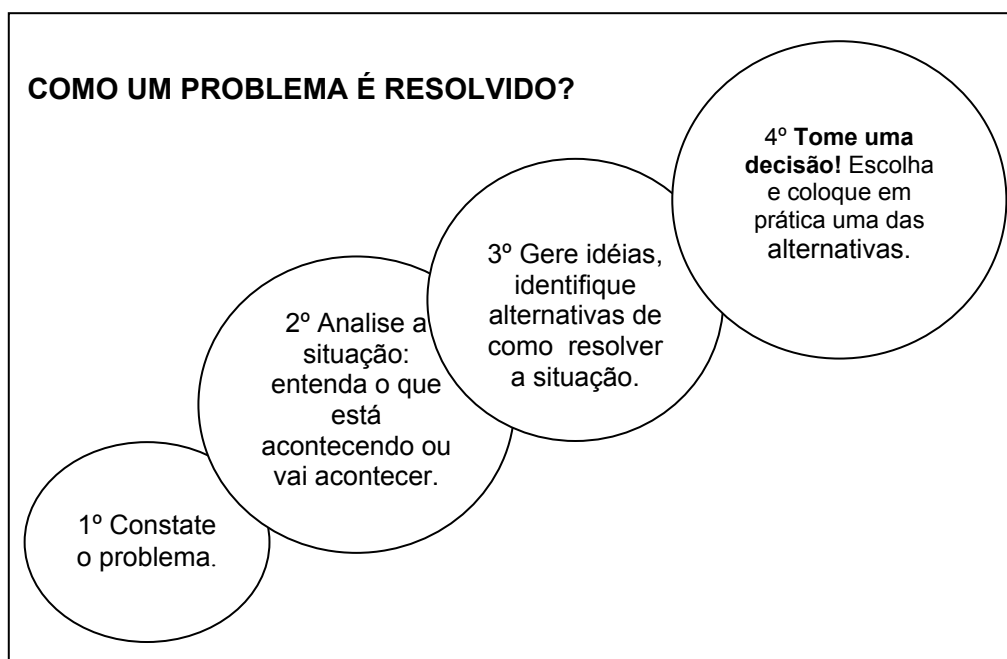 COMO UM PROBLEMA É RESOLVIDO?
1º Constate
o problema.
2º Analise a
situação:
entenda o que
está
acontecendo ou
vai acontecer.
3º Gere idéias,
identifique
alternativas de
como resolver
a situação.
4º Tome uma
decisão! Escolha
e coloque em
prática uma das
alternativas.